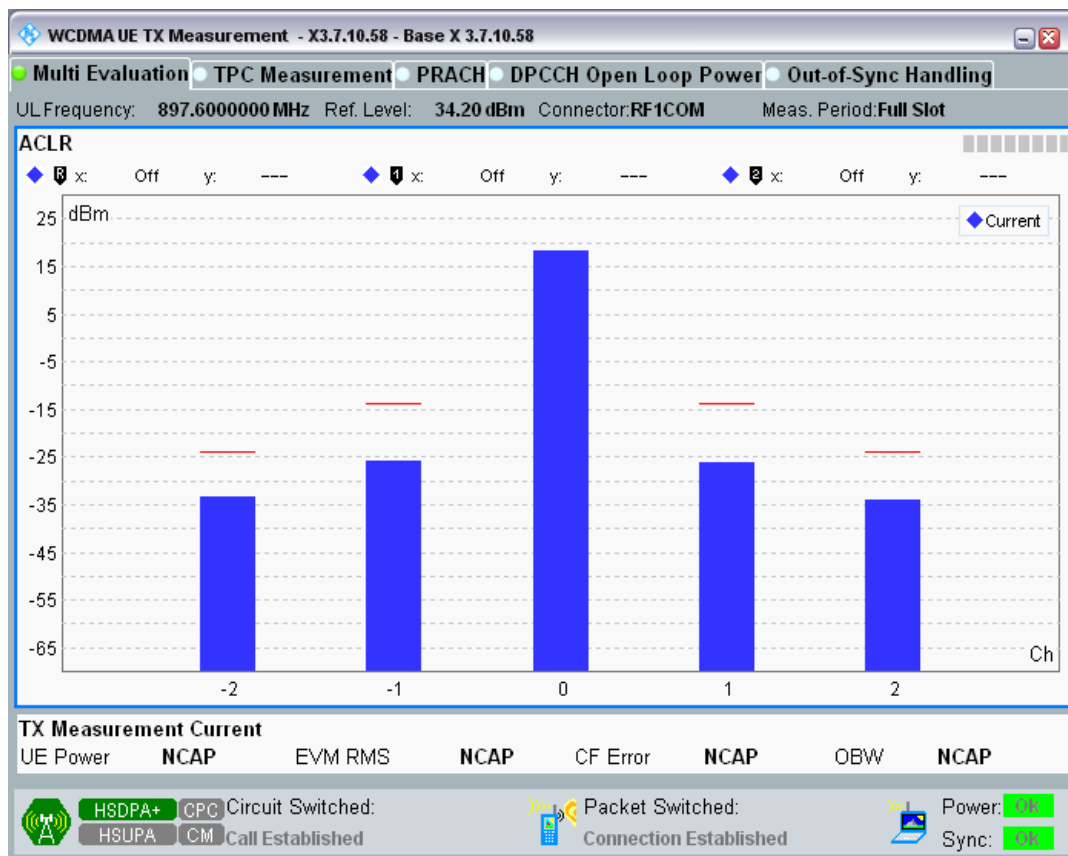 WCDMA UE TX Measurement - X3.7.10.58 - Base X 3.7.10.58
Multi Evaluation TPC Measurement PRACH DPCCH Open Loop Power Out-of-Sync Handling
UL Frequency: 897.6000000 MHz Ref. Level: 34.20 dBm Connector:RF1COM Meas. Period:Full Slot
ACLR
R x: Off y: --- 1 x: Off y: --- 2 x: Off y: ---
dBm
Current
25
15
5
-5
-15
-25
-35
-45
-55
-65
Ch
-2 -1 0 1 2
TX Measurement Current
UE Power NCAP EVM RMS NCAP CF Error NCAP OBW NCAP
HSDPA+ CPC Circuit Switched: Packet Switched: Power: OK
HSUPA CM Call Established Connection Established Sync: OK